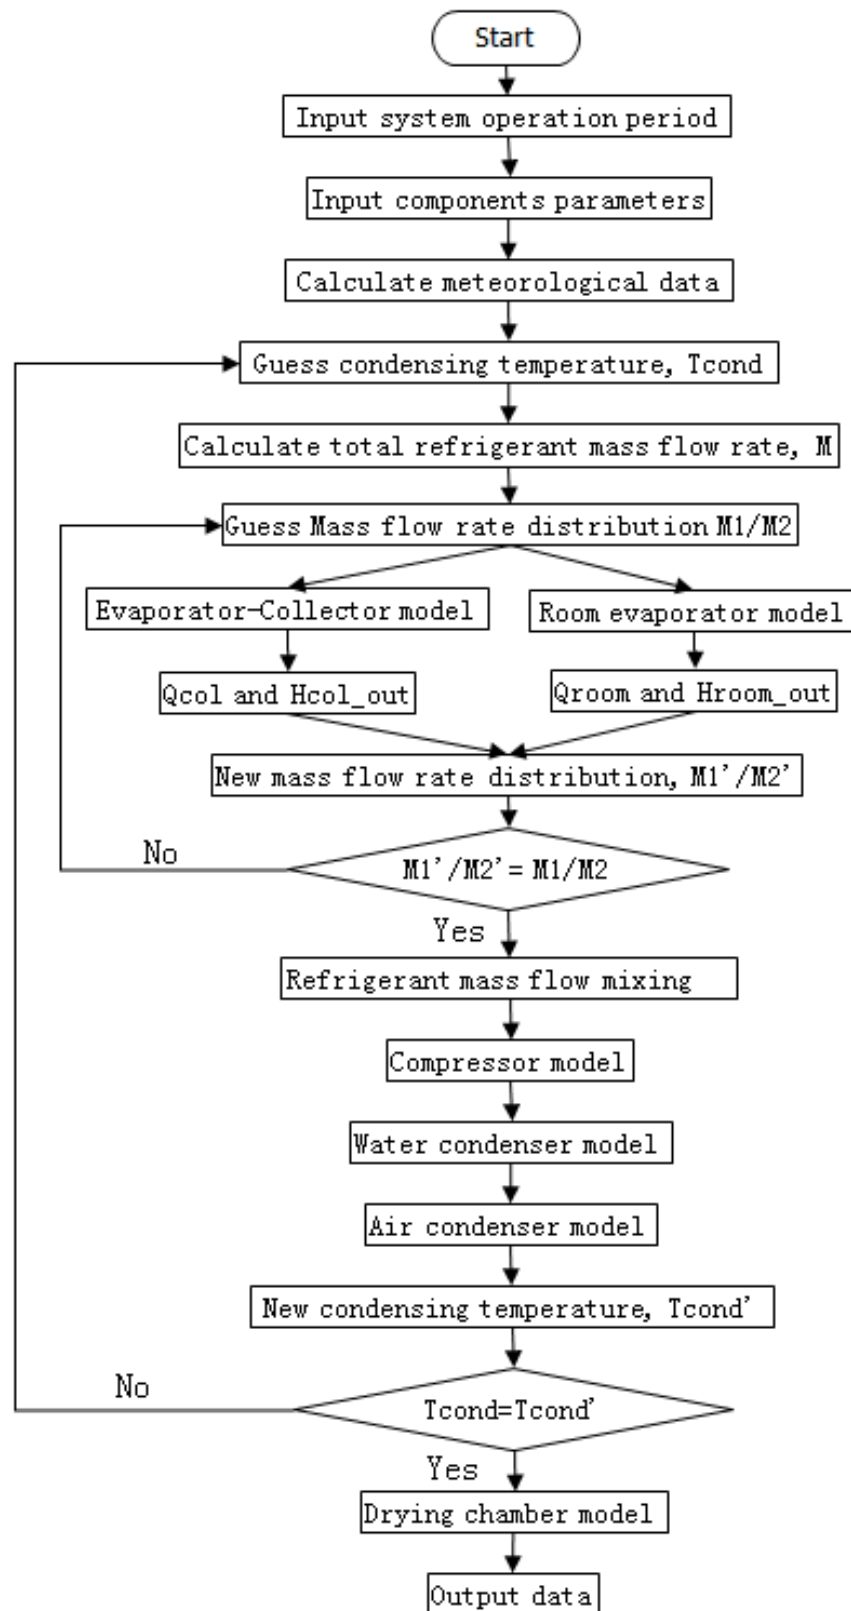 Start
Input system operation period
Input components parameters
Calculate meteorological data
Guess condensing temperature, Tcond
Calculate total refrigerant mass flow rate, M
Guess Mass flow rate distribution M1/M2
Evaporator-Collector model
Room evaporator model
Qcol and Hcol_out
Qroom and Hroom_out
New mass flow rate distribution, M1'/M2'
No
M1'/M2'= M1/M2
Yes
Refrigerant mass flow mixing
Compressor model
Water condenser model
Air condenser model
New condensing temperature, Tcond'
No
Tcond=Tcond'
Yes
Drying chamber model
Output data